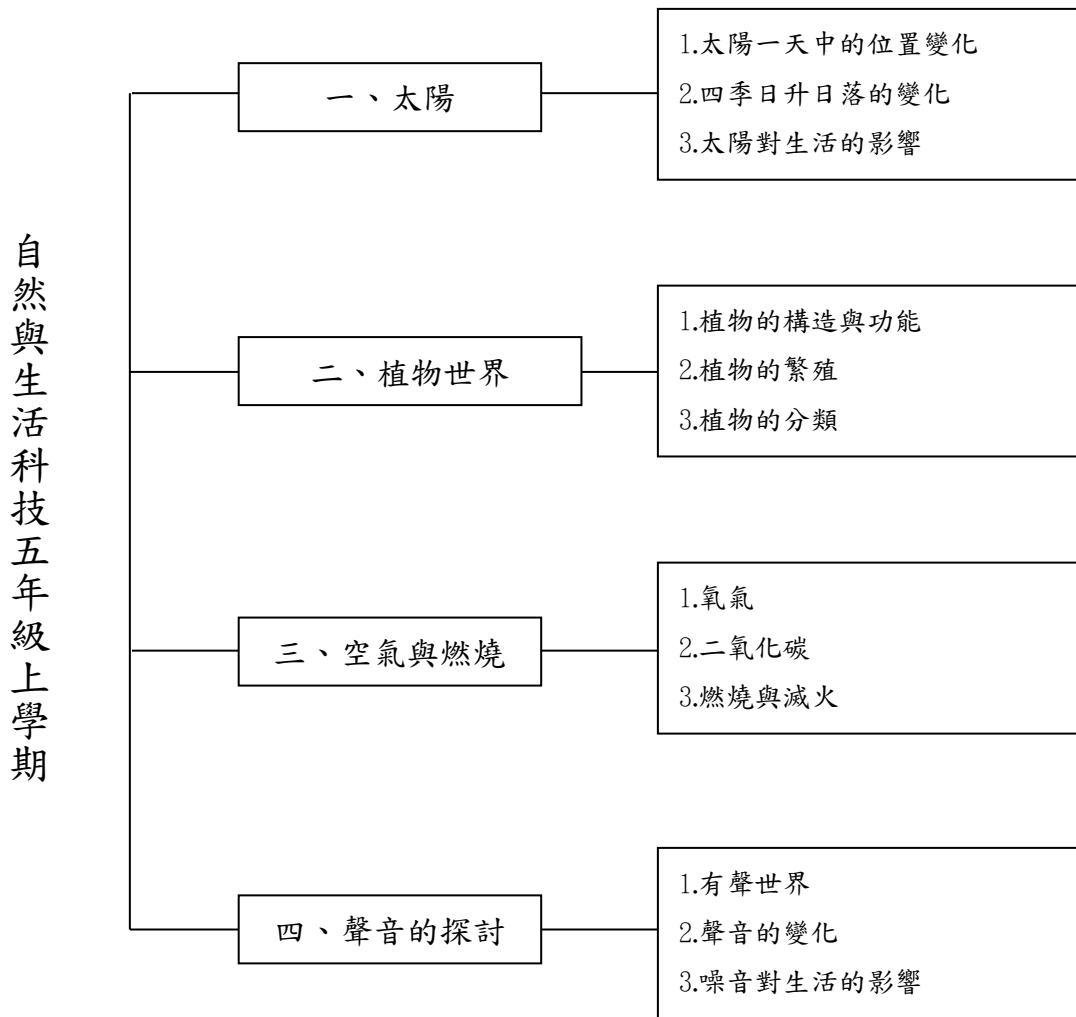 自然與生活科技五年級上學期
一、太陽
1.太陽一天中的位置變化
2.四季日升日落的變化
3.太陽對生活的影響
二、植物世界
1.植物的構造與功能
2.植物的繁殖
3.植物的分類
三、空氣與燃燒
1.氧氣
2.二氧化碳
3.燃燒與滅火
四、聲音的探討
1.有聲世界
2.聲音的變化
3.噪音對生活的影響